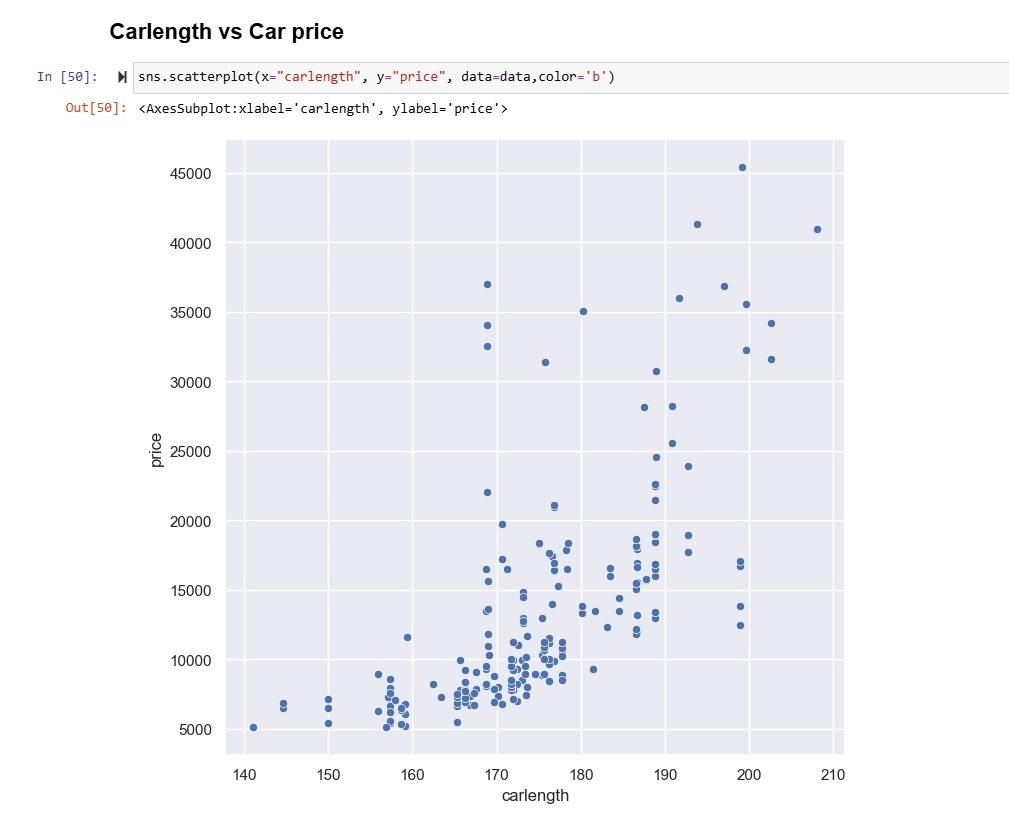 Carlength vs Car price
In [50]: sns.scatterplot(x="carlength", y="price", data=data,color='b')
Out[50]: <AxesSubplot:xlabel='carlength', ylabel='price'>
45000
40000
35000
30000
25000
20000
15000
10000
5000
price
140 150 160 170 180 190 200 210
carlength